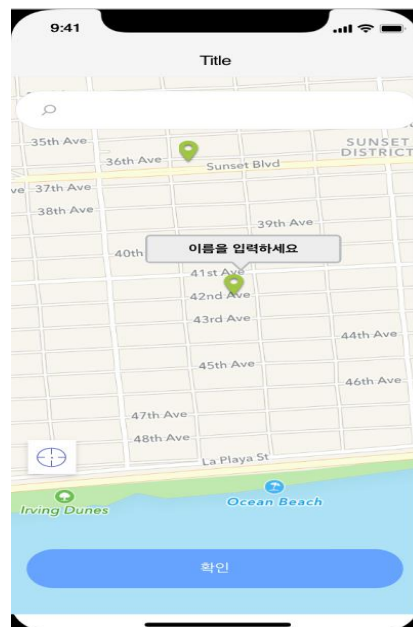 9:41
Title
35th Ave
SUNSET
DISTRICT
36th Ave
Sunset Blvd
ve
37th Ave
38th Ave
39th Ave
이름을 입력하세요
40th
41st Ave
42nd Ave
43rd Ave
44th Ave
45th Ave
46th Ave
47th Ave
48th Ave
La Playa St
Irving Dunes
Ocean Beach
확인